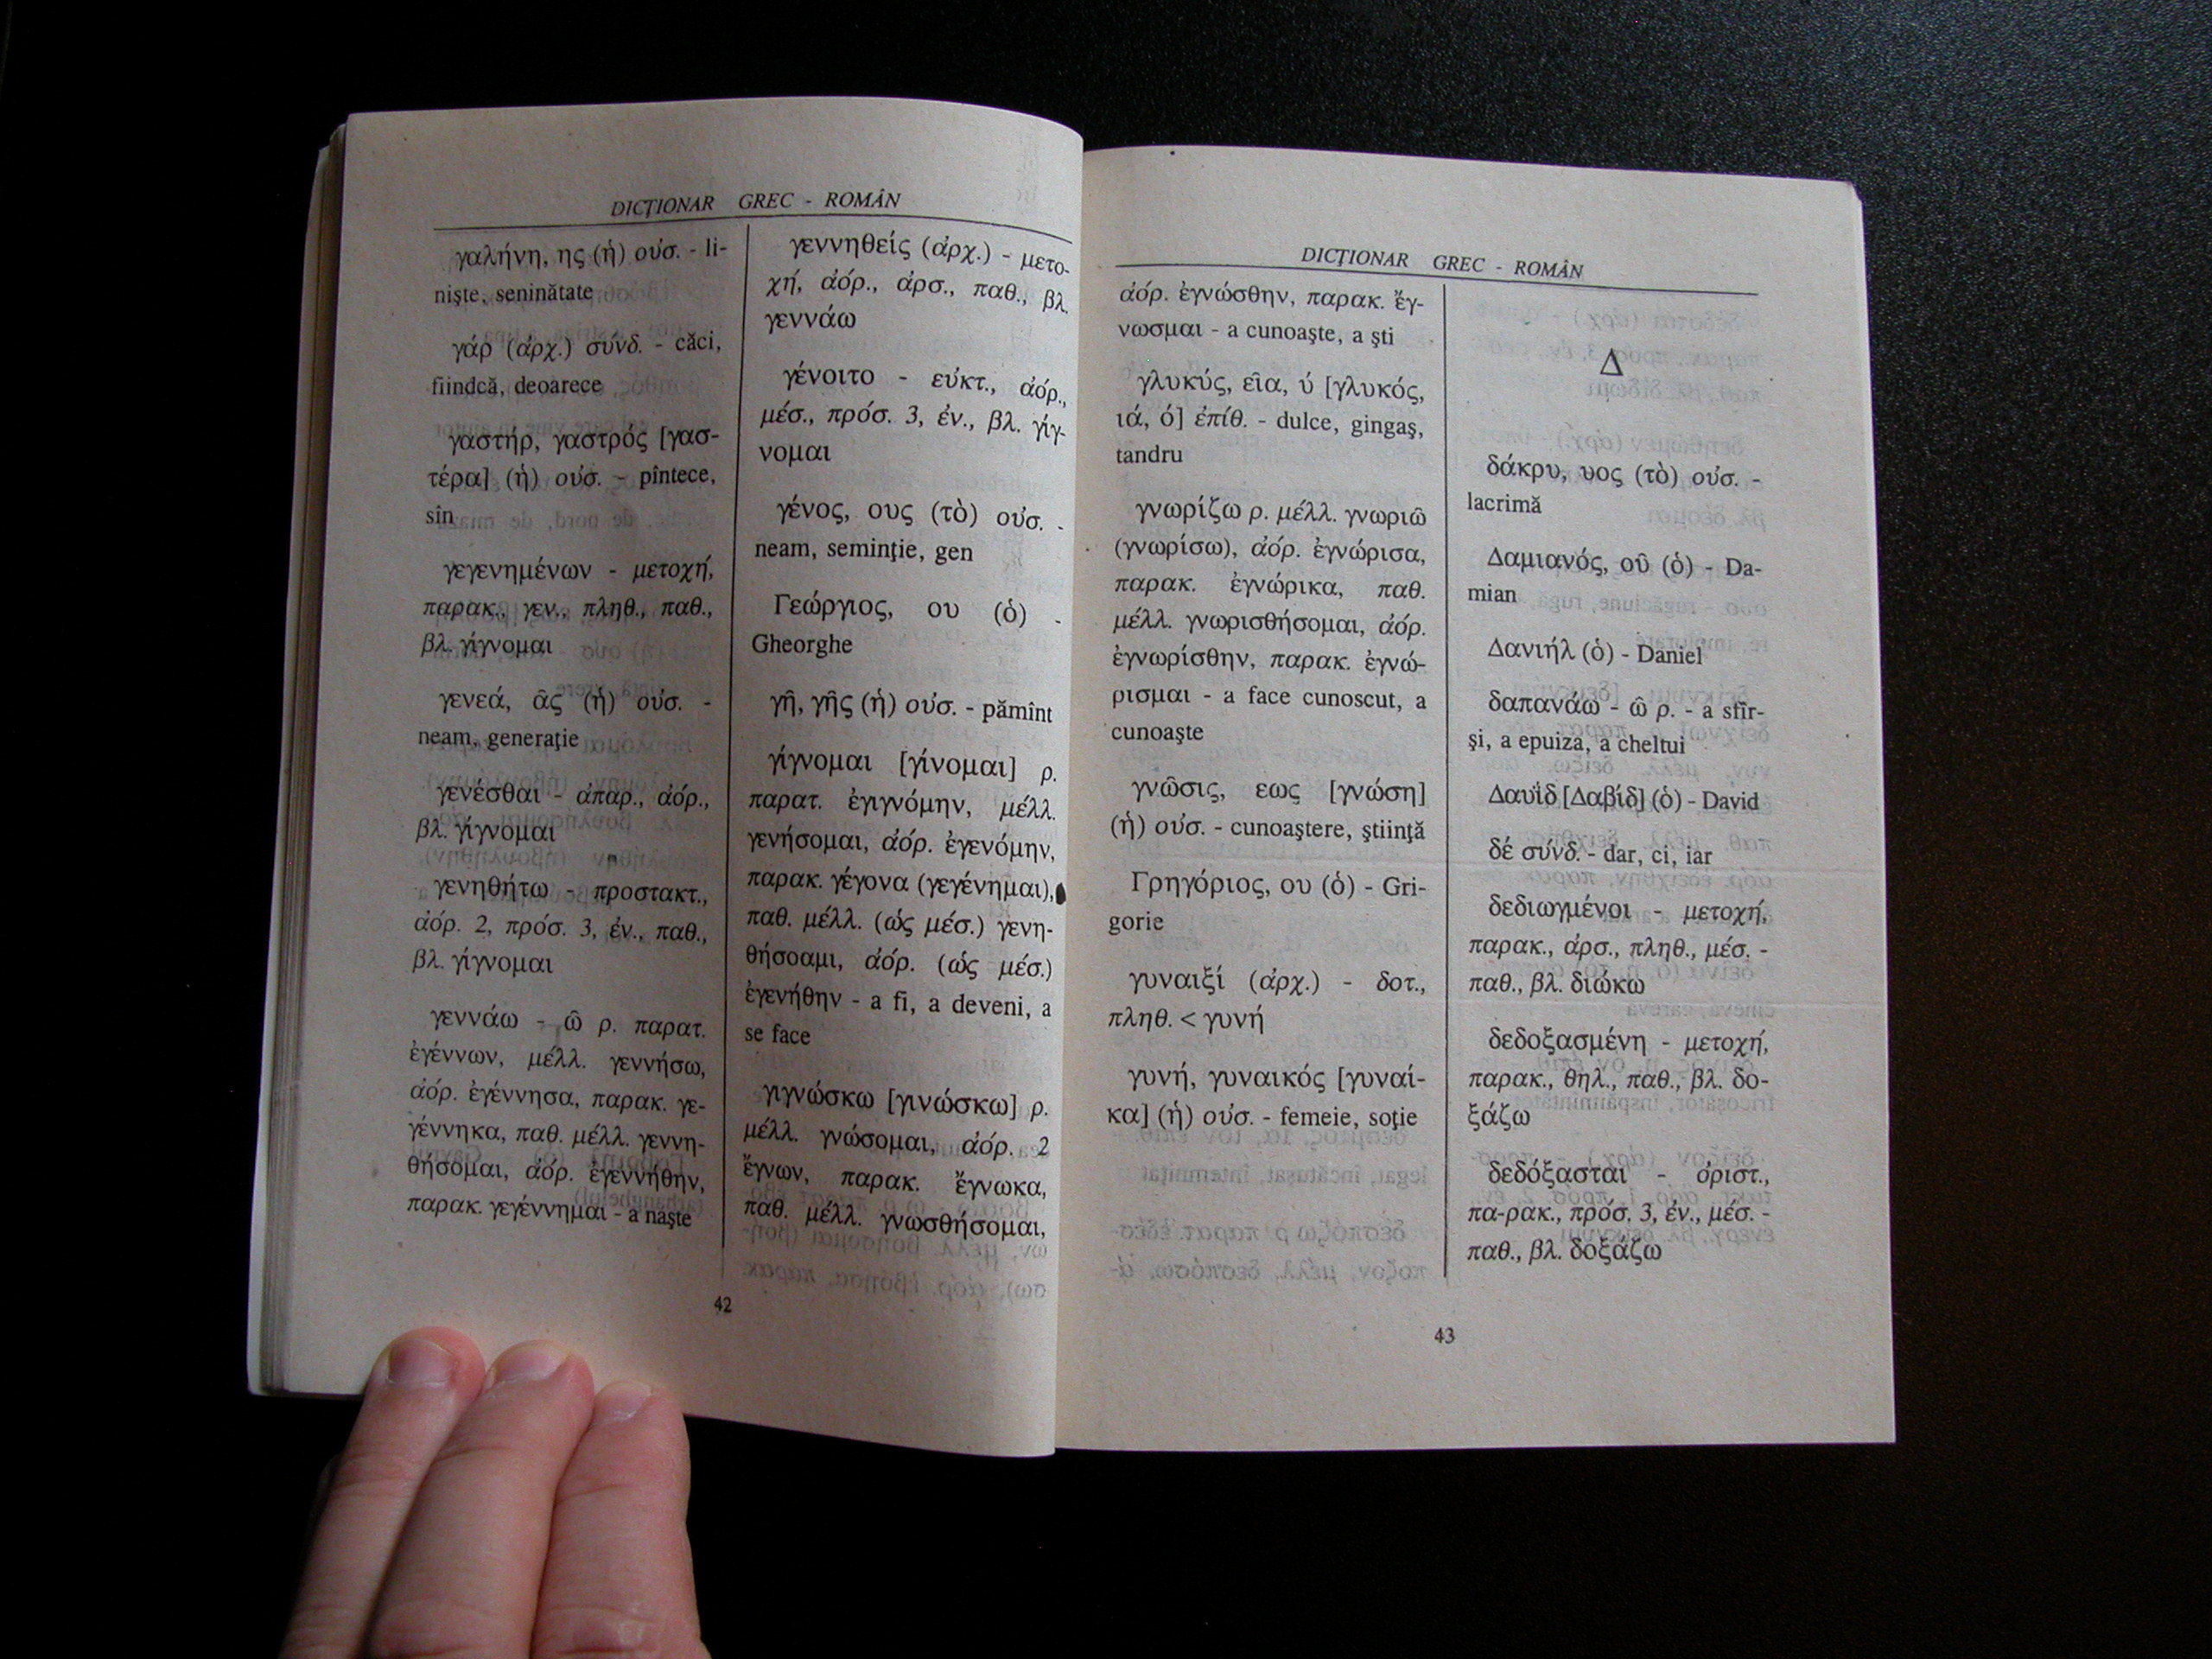 DICŢIONAR GREC - ROMÂN
γαλήνη, ης (ἡ) οὐσ. - li-
nişte, seninătate
γάρ (ἀρχ.) σύνδ. - căci,
fiindcă, deoarece
γαστήρ, γαστρός [γασ-
τέρα] (ἡ) οὐσ. - pîntece,
sîn
γεγενημένων - μετοχή,
παρακ., γεν., πληθ., παθ.,
βλ. γίγνομαι
γενεά, ᾶς (ἡ) οὐσ. -
neam, generaţie
γενέσθαι - ἀπαρ., ἀόρ.,
βλ. γίγνομαι
γενηθήτω - προστακτ.,
ἀόρ. 2, πρόσ. 3, ἐν., παθ.,
βλ. γίγνομαι
γεννάω - ῶ ρ. παρατ.
ἐγέννων, μέλλ. γεννήσω,
ἀόρ. ἐγέννησα, παρακ. γε-
γέννηκα, παθ. μέλλ. γεννη-
θήσομαι, ἀόρ. ἐγεννήθην,
παρακ. γεγέννημαι - a naşte
γεννηθείς (ἀρχ.) - μετο-
χή, ἀόρ., ἀρσ., παθ., βλ.
γεννάω
γένοιτο - εὐκτ., ἀόρ.,
μέσ., πρόσ. 3, ἐν., βλ. γίγ-
νομαι
γένος, ους (τὸ) οὐσ. -
neam, seminţie, gen
Γεώργιος, ου (ὁ) -
Gheorghe
γῆ, γῆς (ἡ) οὐσ. - pămînt
γίγνομαι [γίνομαι] ρ.
παρατ. ἐγιγνόμην, μέλλ.
γενήσομαι, ἀόρ. ἐγενόμην,
παρακ. γέγονα (γεγένημαι),
παθ. μέλλ. (ὡς μέσ.) γενη-
θήσοαμι, ἀόρ. (ὡς μέσ.)
ἐγενήθην - a fi, a deveni, a
se face
γιγνώσκω [γινώσκω] ρ.
μέλλ. γνώσομαι, ἀόρ. 2
ἔγνων, παρακ. ἔγνωκα,
παθ. μέλλ. γνωσθήσομαι,
42
DICŢIONAR GREC - ROMÂN
ἀόρ. ἐγνώσθην, παρακ. ἔγ-
νωσμαι - a cunoaşte, a şti
γλυκύς, εῖα, ύ [γλυκός,
ιά, ό] ἐπίθ. - dulce, gingaş,
tandru
γνωρίζω ρ. μέλλ. γνωριῶ
(γνωρίσω), ἀόρ. ἐγνώρισα,
παρακ. ἐγνώρικα, παθ.
μέλλ. γνωρισθήσομαι, ἀόρ.
ἐγνωρίσθην, παρακ. ἐγνώ-
ρισμαι - a face cunoscut, a
cunoaşte
γνῶσις, εως [γνώση]
(ἡ) οὐσ. - cunoaştere, ştiinţă
Γρηγόριος, ου (ὁ) - Gri-
gorie
γυναιξί (ἀρχ.) - δοτ.,
πληθ. < γυνή
γυνή, γυναικός [γυναί-
κα] (ἡ) οὐσ. - femeie, soţie
Δ
δάκρυ, υος (τὸ) οὐσ. -
lacrimă
Δαμιανός, οῦ (ὁ) - Da-
mian
Δανιήλ (ὁ) - Daniel
δαπανάω - ῶ ρ. - a sfîr-
şi, a epuiza, a cheltui
Δαυΐδ [Δαβίδ] (ὁ) - David
δέ σύνδ. - dar, ci, iar
δεδιωγμένοι - μετοχή,
παρακ., ἀρσ., πληθ., μέσ. -
παθ., βλ. διώκω
δεδοξασμένη - μετοχή,
παρακ., θηλ., παθ., βλ. δο-
ξάζω
δεδόξασται - ὁριστ.,
πα-ρακ., πρόσ. 3, ἐν., μέσ. -
παθ., βλ. δοξάζω
43